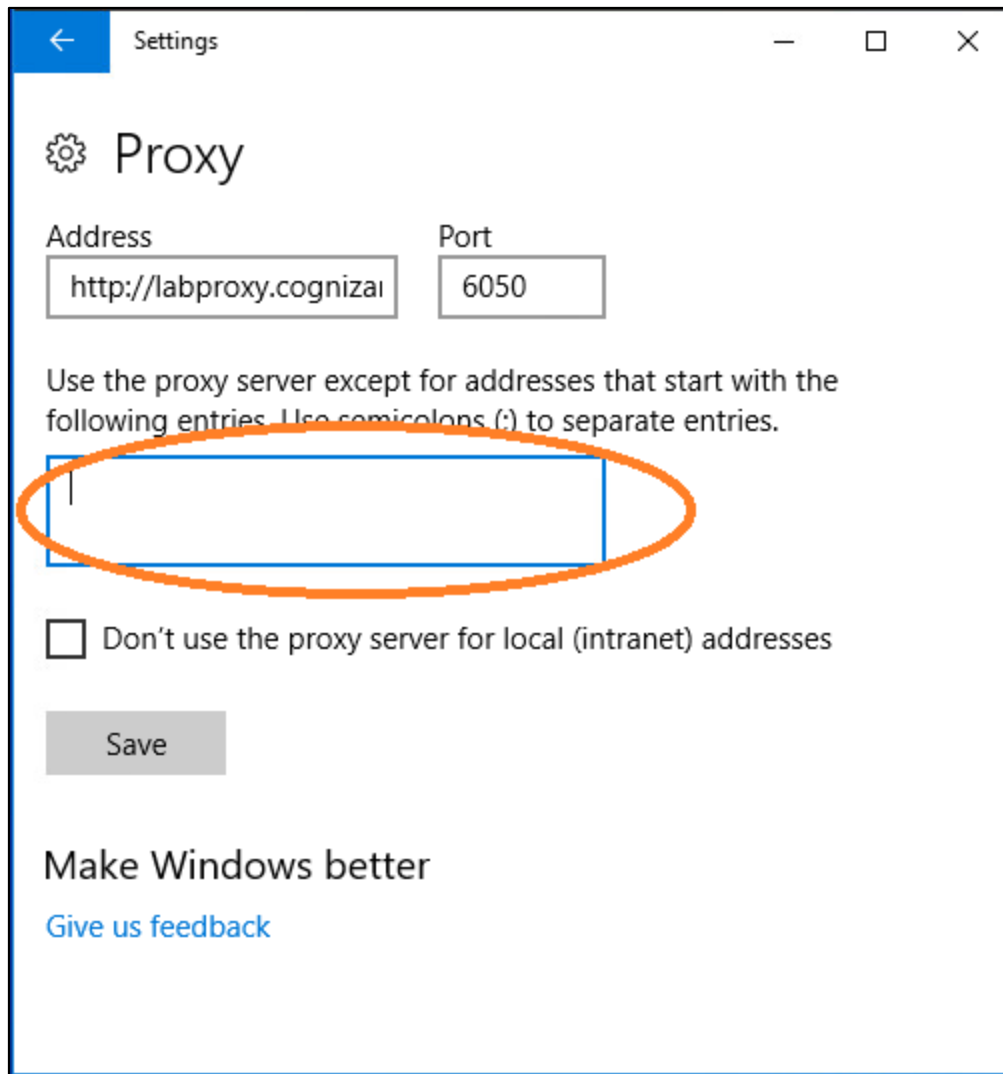 Settings
Proxy
Address Port
http://labproxy.cognizai 6050
Use the proxy server except for addresses that start with the
following entries. Use semicolons (;) to separate entries.
Don’t use the proxy server for local (intranet) addresses
Save
Make Windows better
Give us feedback